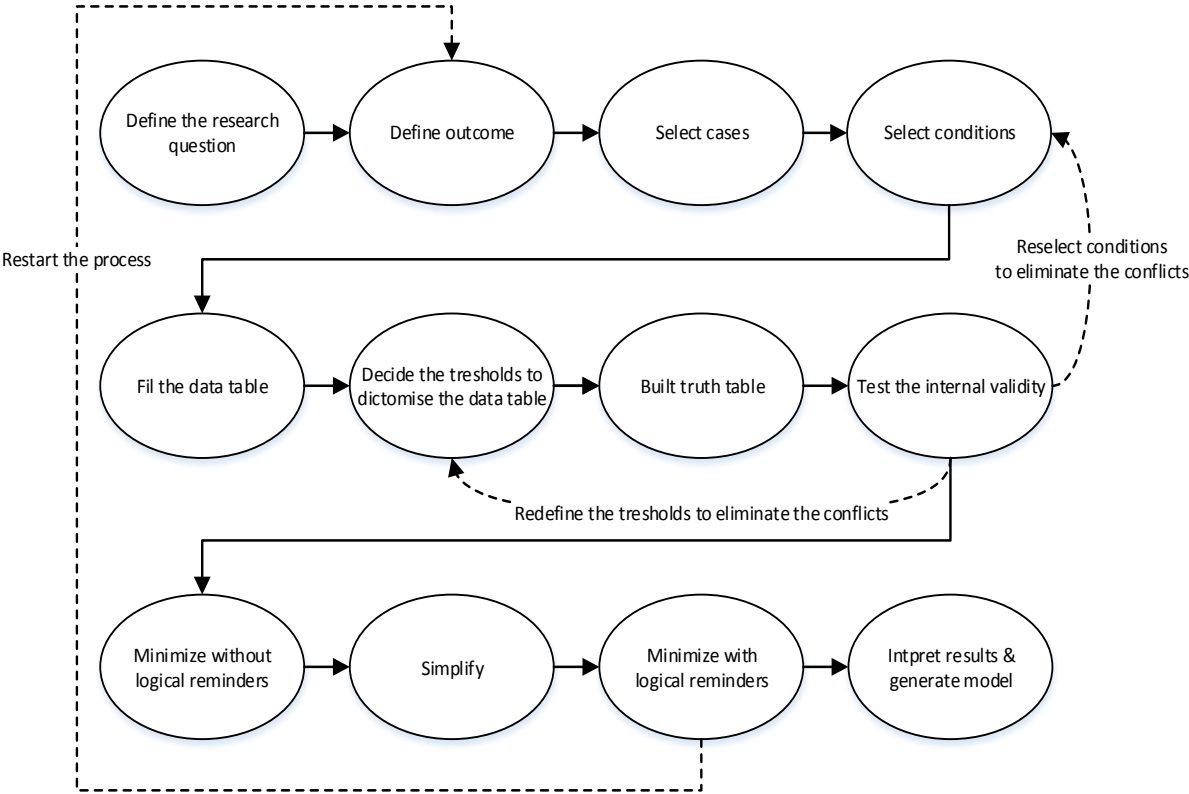 Define the research
question
Define outcome
Select cases
Select conditions
Restart the process
Reselect conditions
to eliminate the conflicts
Fil the data table
Decide the tresholds to
dictomise the data table
Built truth table
Test the internal validity
Redefine the tresholds to eliminate the conflicts
Minimize without
logical reminders
Simplify
Minimize with
logical reminders
Intpret results &
generate model